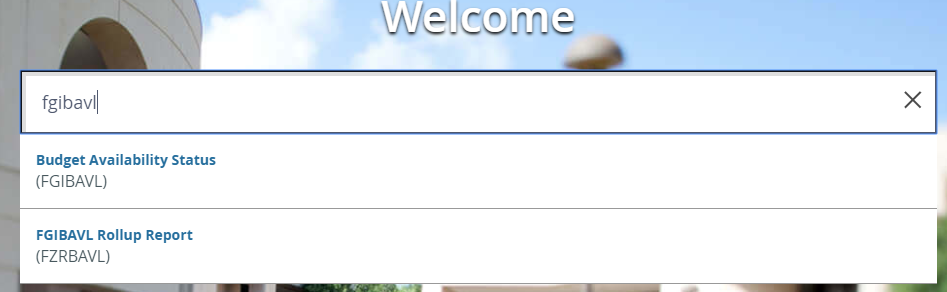 Welcome
fgibavl
Budget Availability Status
(FGIBAVL)
FGIBAVL Rollup Report
(FZRBAVL)